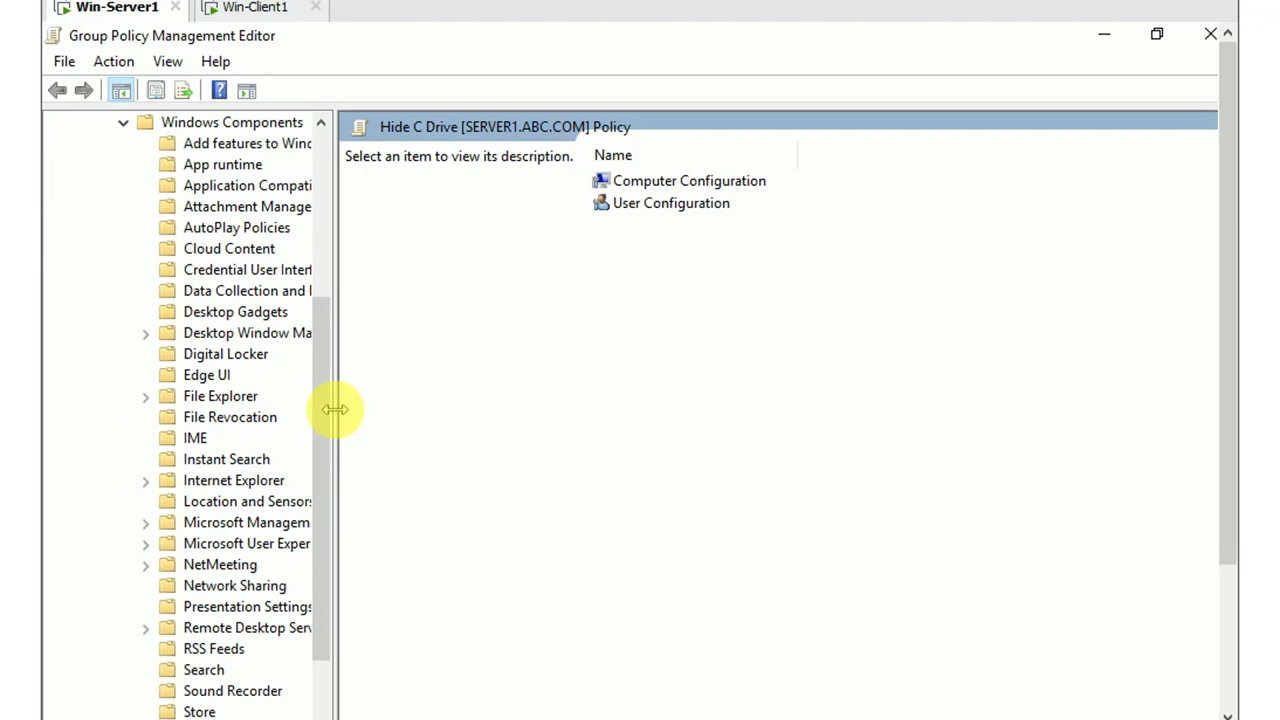 Win-Server1
Win-Client1
Group Policy Management Editor
File Action View Help
Windows Components
Add features to Winc
App runtime
Application Compati
Attachment Manage
AutoPlay Policies
Cloud Content
Credential User Interf
Data Collection and
Desktop Gadgets
Desktop Window Ma
Digital Locker
Edge UI
File Explorer
File Revocation
IME
Instant Search
Internet Explorer
Location and Sensors
Microsoft Managem
Microsoft User Exper
NetMeeting
Network Sharing
Presentation Settings
Remote Desktop Serv
RSS Feeds
Search
Sound Recorder
Store
Hide C Drive [SERVER1.ABC.COM] Policy
Select an item to view its description.
Name
Computer Configuration
User Configuration